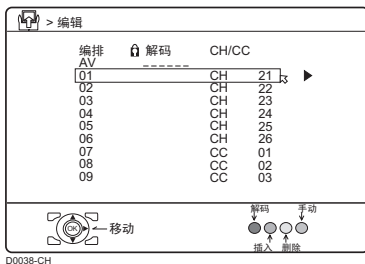 > 编辑
编排 解码 CH/CC
AV ------
01 CH 21
02 CH 22
03 CH 23
04 CH 24
05 CH 25
06 CH 26
07 CC 01
08 CC 02
09 CC 03
OK 移动
解码 手动
插入 删除
D0038-CH